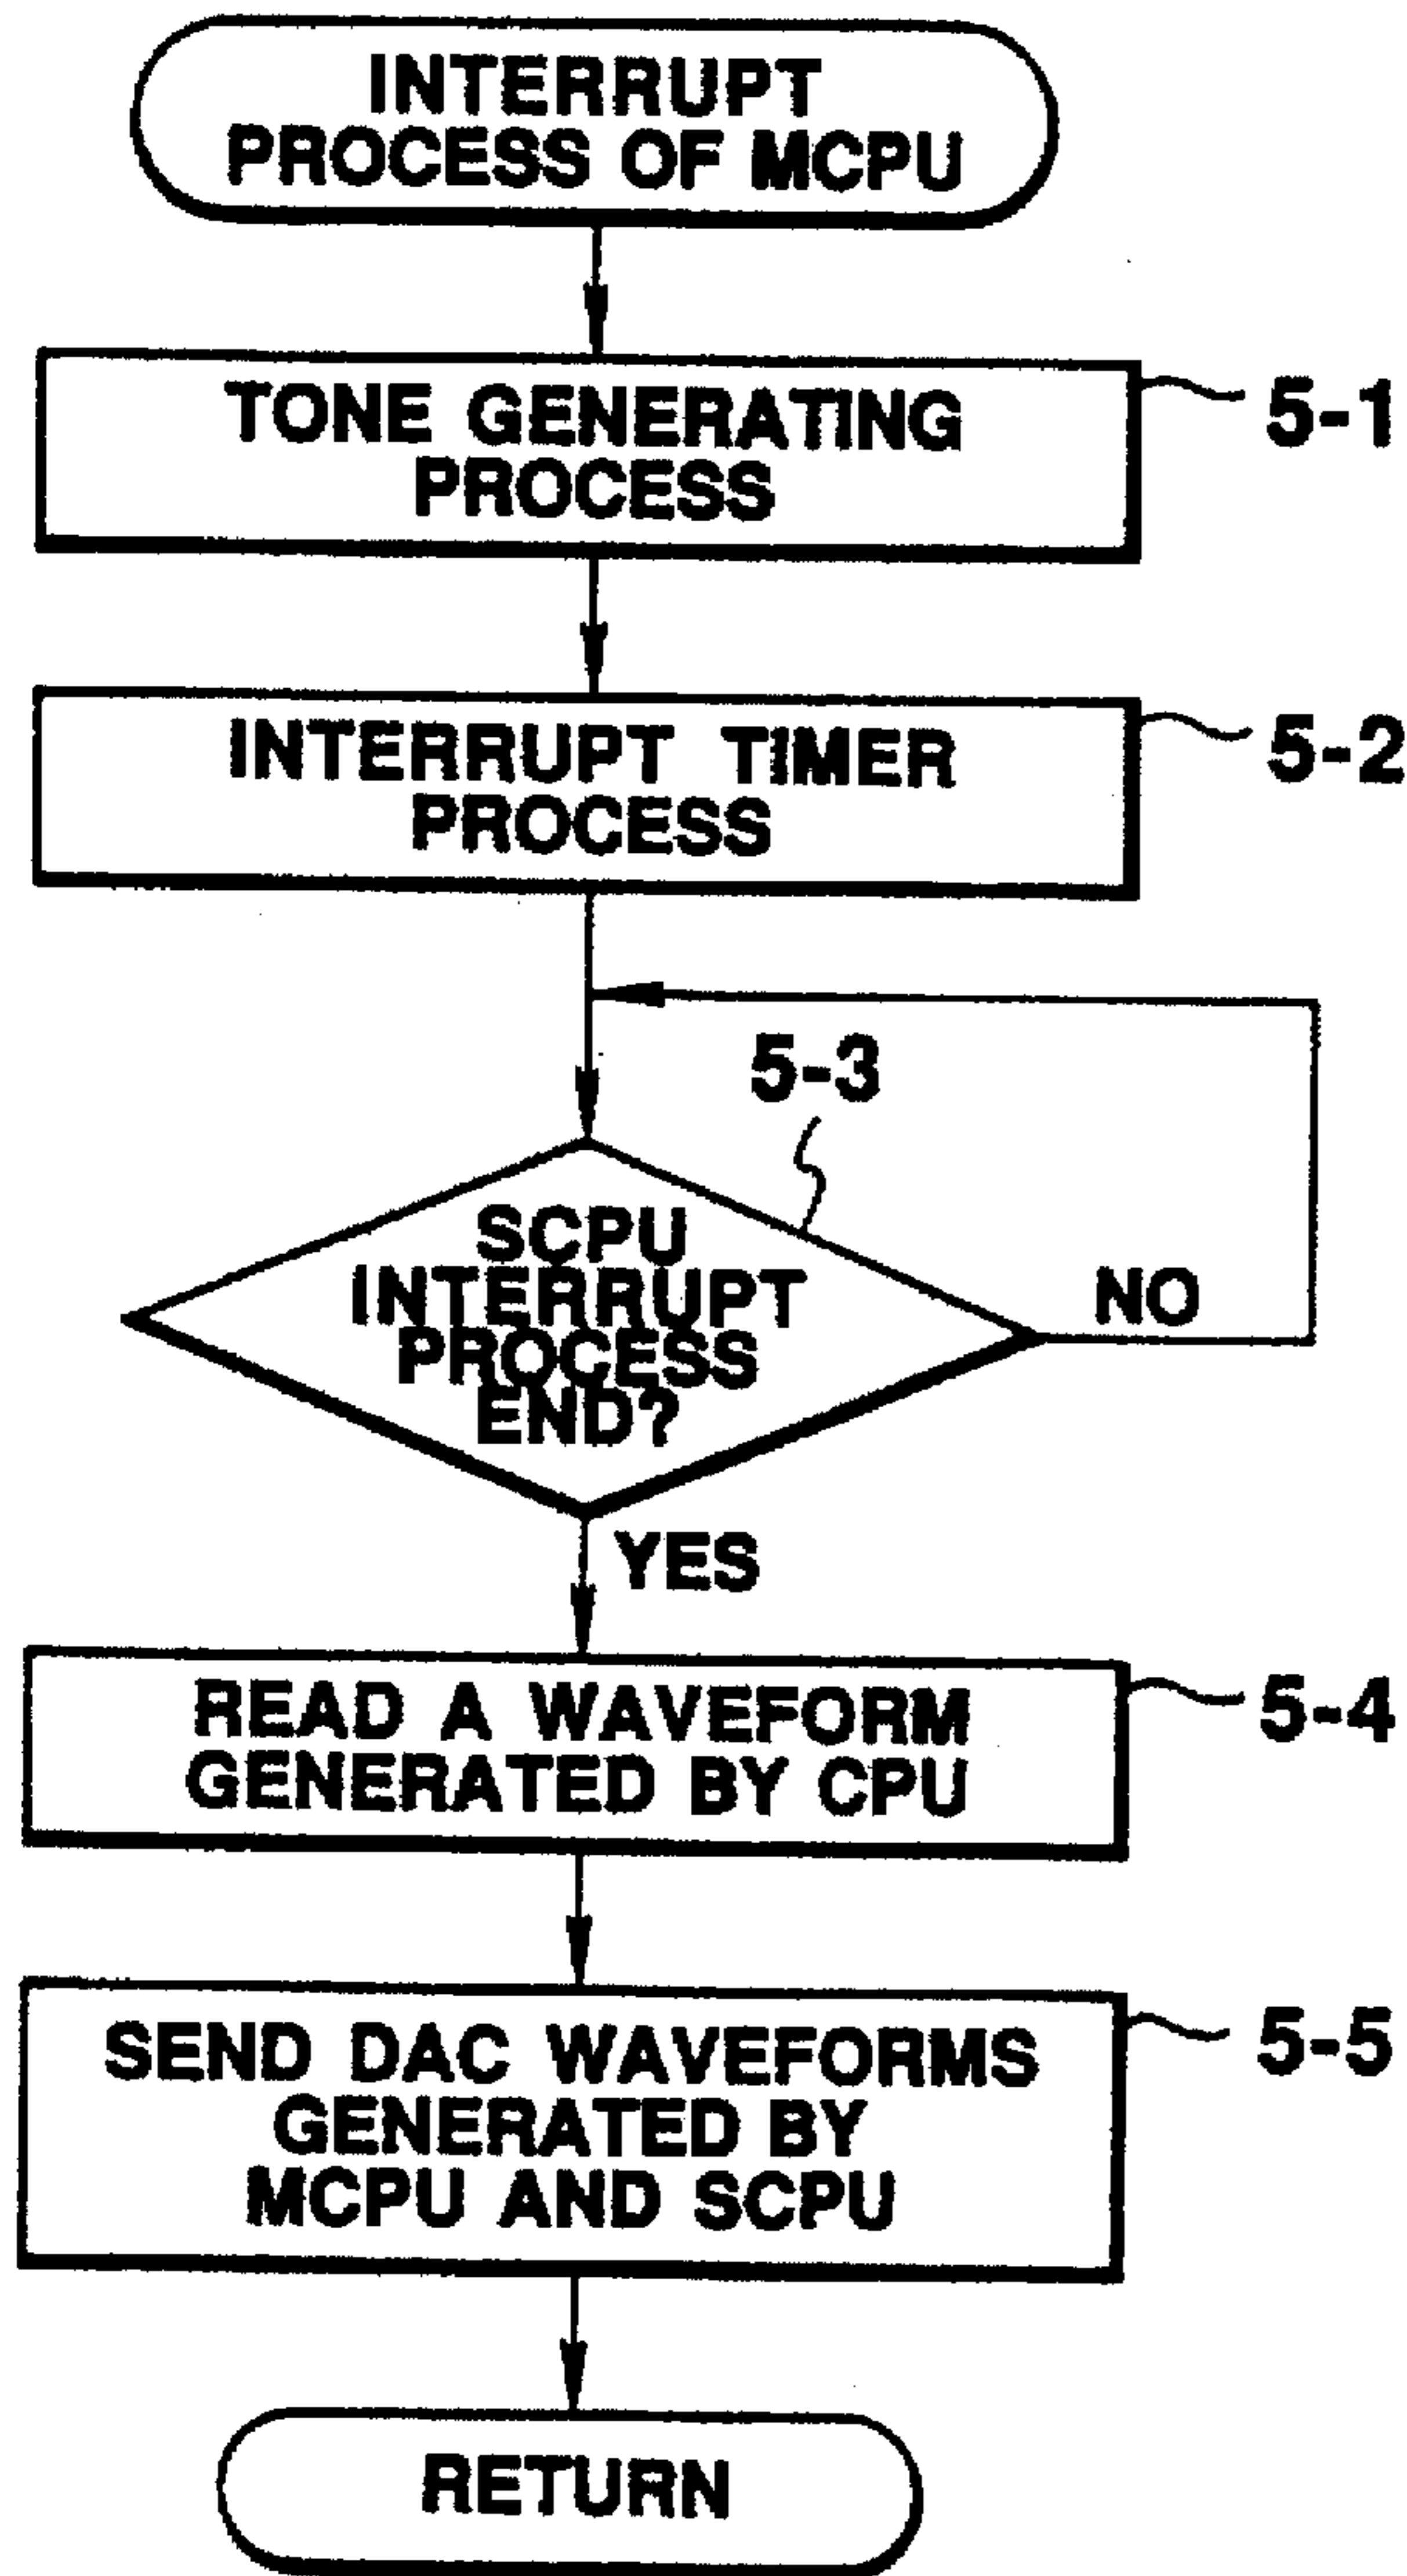 INTERRUPT
PROCESS OF MCPU
TONE GENERATING
PROCESS
5-1
INTERRUPT TIMER
PROCESS
5-2
5-3
SCPU
INTERRUPT
PROCESS
END?
NO
YES
READ A WAVEFORM
GENERATED BY CPU
5-4
SEND DAC WAVEFORMS
GENERATED BY
MCPU AND SCPU
5-5
RETURN